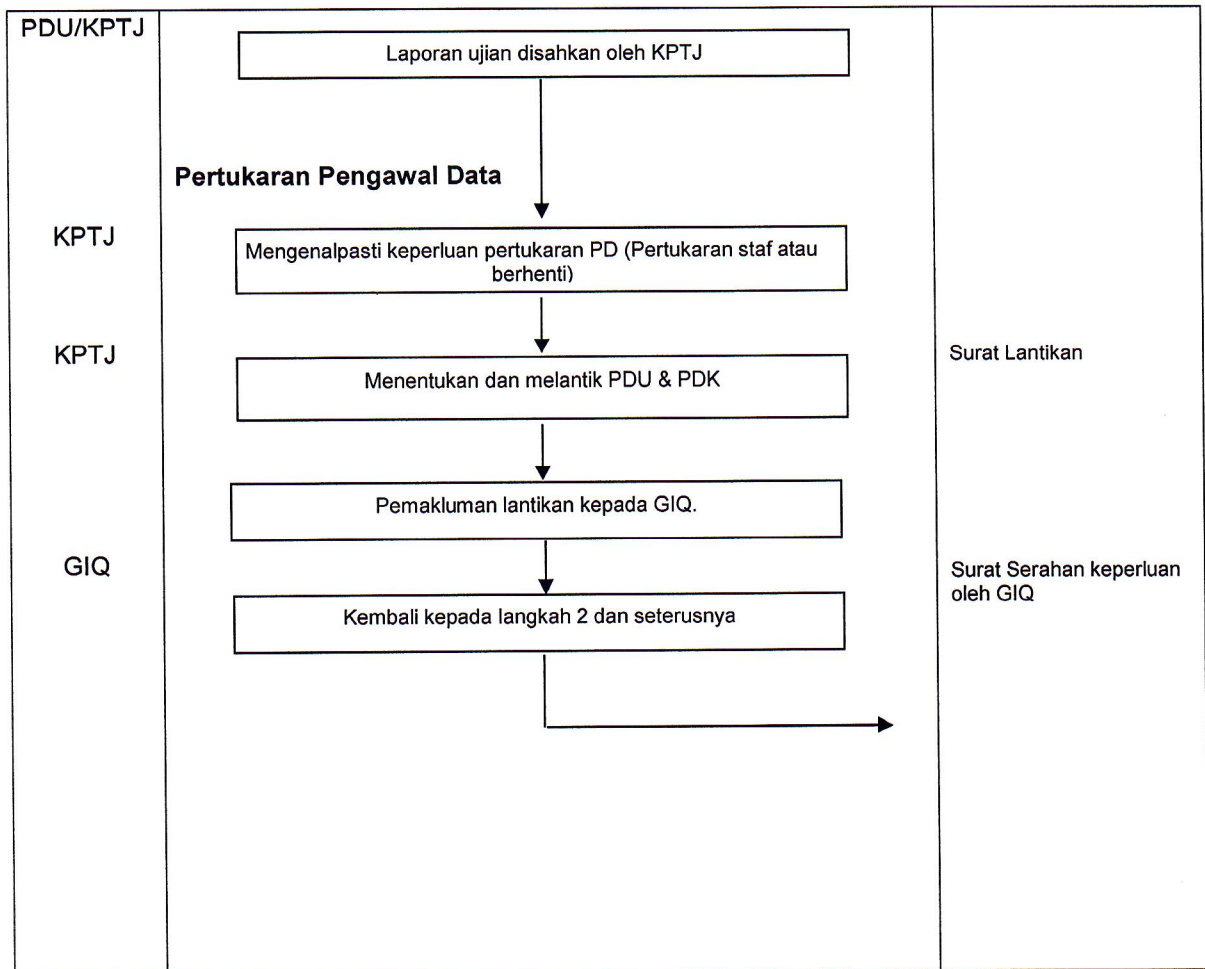 PDU/KPTJ
Laporan ujian disahkan oleh KPTJ
Pertukaran Pengawal Data
KPTJ
Mengenalpasti keperluan pertukaran PD (Pertukaran staf atau
berhenti)
KPTJ
Menentukan dan melantik PDU & PDK
Surat Lantikan
Pemakluman lantikan kepada GIQ.
GIQ
Surat Serahan keperluan
oleh GIQ
Kembali kepada langkah 2 dan seterusnya